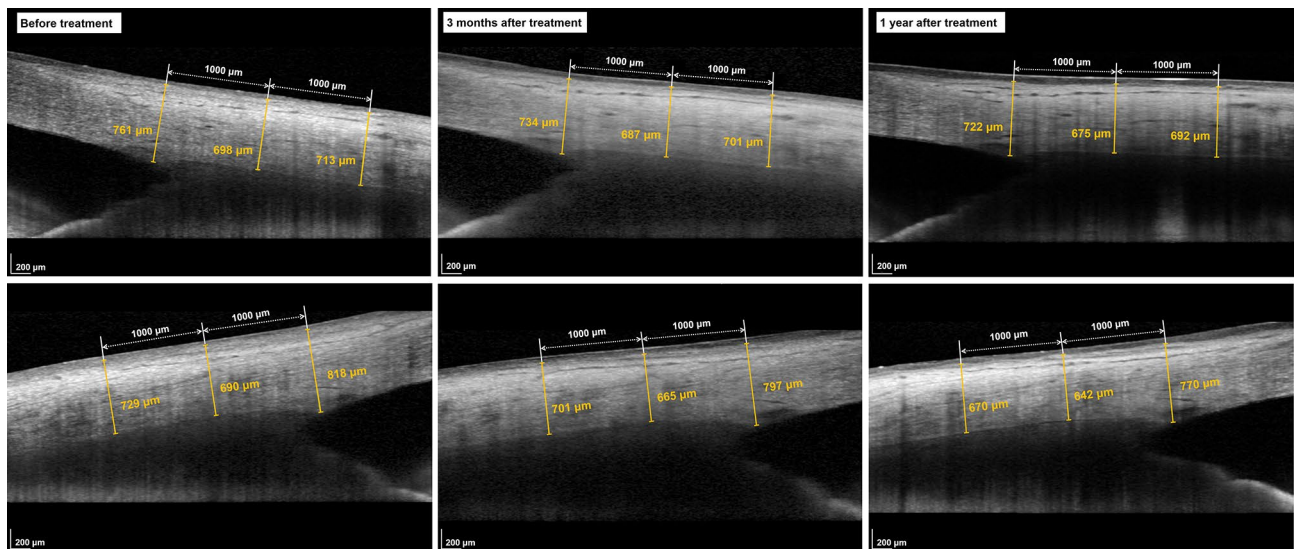 Before treatment
1000 µm
1000 µm
761 µm
698 µm
713 µm
200 µm
3 months after treatment
1000 µm
1000 µm
734 µm
687 µm
701 µm
200 µm
1 year after treatment
1000 µm
1000 µm
722 µm
675 µm
692 µm
200 µm
1000 µm
1000 µm
729 µm
690 µm
818 µm
200 µm
1000 µm
1000 µm
701 µm
665 µm
797 µm
200 µm
1000 µm
1000 µm
670 µm
642 µm
770 µm
200 µm